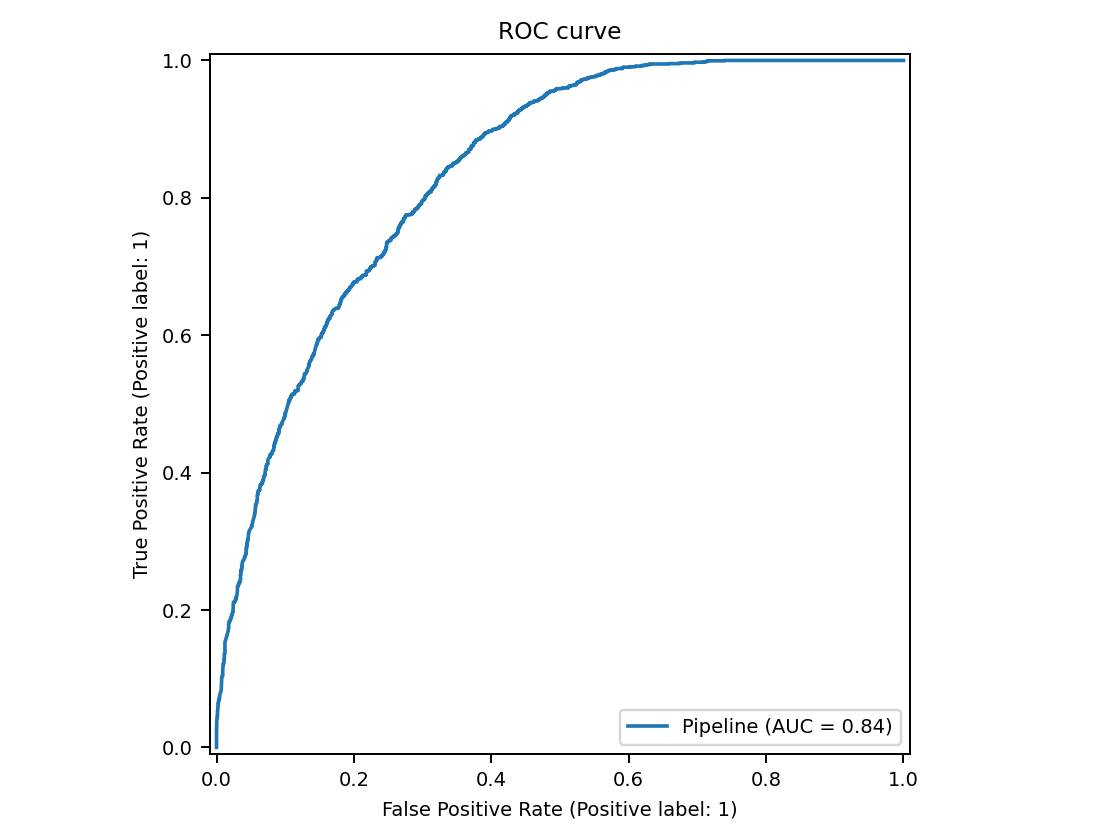 ROC curve
1.0
0.8
0.6
0.4
0.2
0.0
True Positive Rate (Positive label: 1)
Pipeline (AUC = 0.84)
0.0 0.2 0.4 0.6 0.8 1.0
False Positive Rate (Positive label: 1)